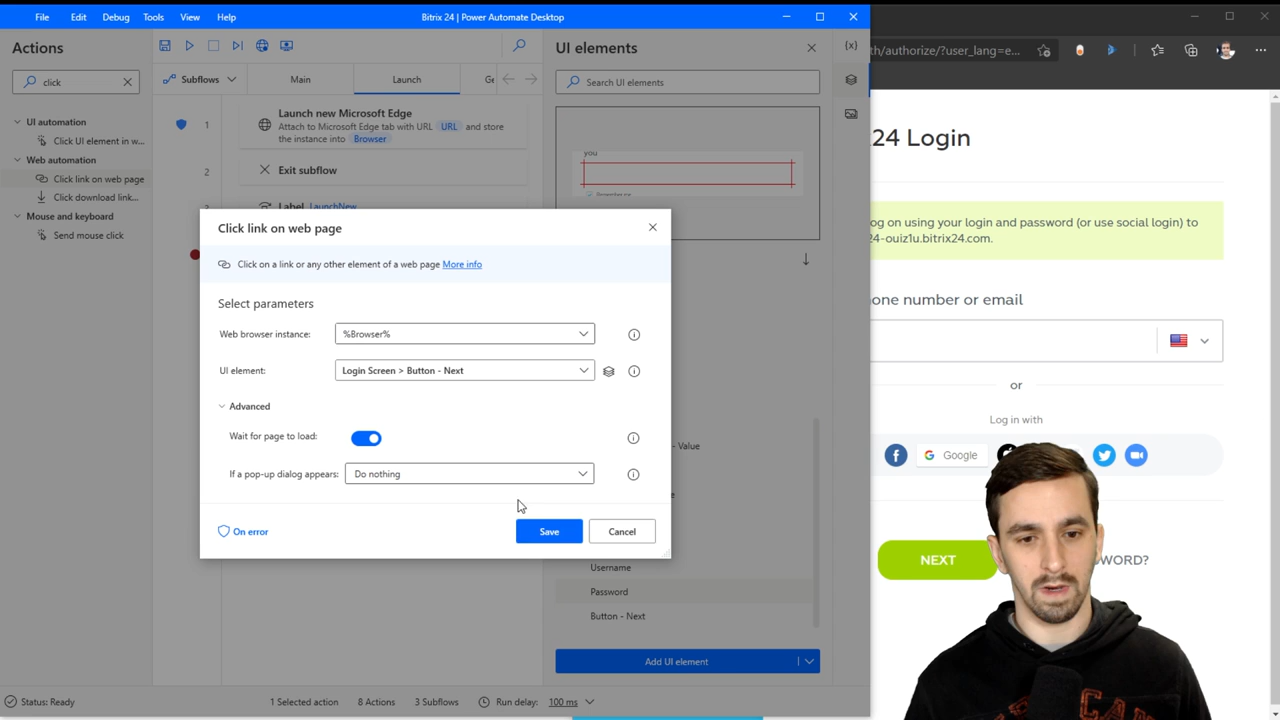 File Edit Debug Tools View Help
Bitrix 24 | Power Automate Desktop
th/authorize/?user_lang=e...
Actions
click
UI automation
Click UI element in w...
Web automation
Click link on web page
Click download link...
Mouse and keyboard
Send mouse click
Subflows
Main
Launch
Ge
1
Launch new Microsoft Edge
Attach to Microsoft Edge tab with URL URL and store
the instance into Browser
2
Exit subflow
Label LaunchNew
UI elements
{x}
Search UI elements
you
- Value
Username
Password
Button - Next
Add UI element
Click link on web page
Click on a link or any other element of a web page More info
Select parameters
Web browser instance: %Browser%
UI element: Login Screen > Button - Next
Advanced
Wait for page to load:
If a pop-up dialog appears: Do nothing
On error
Save
Cancel
Status: Ready
1 Selected action
8 Actions
3 Subflows
Run delay: 100 ms
24 Login
og on using your login and password (or use social login) to
24-ouiz1u.bitrix24.com.
one number or email
or
Log in with
f
Google
NEXT
WORD?